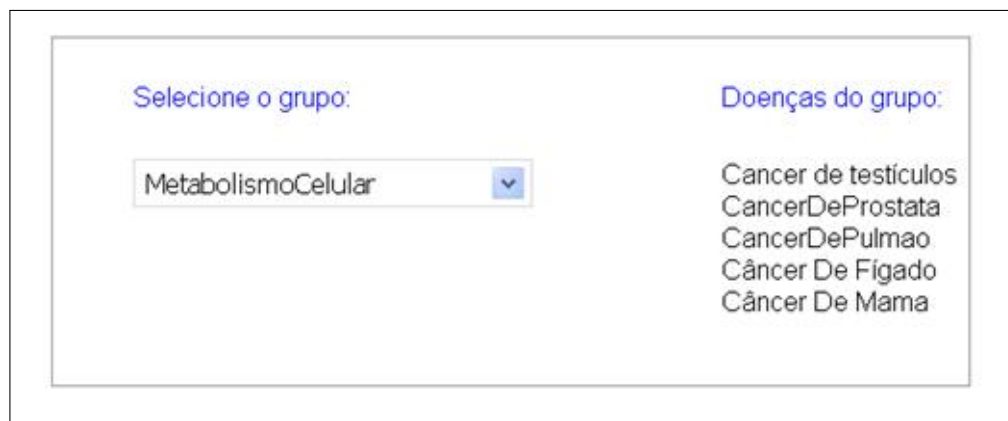 Selecione o grupo:
MetabolismoCelular
Doenças do grupo:
Cancer de testículos
CancerDeProstata
CancerDePulmao
Câncer De Fígado
Câncer De Mama